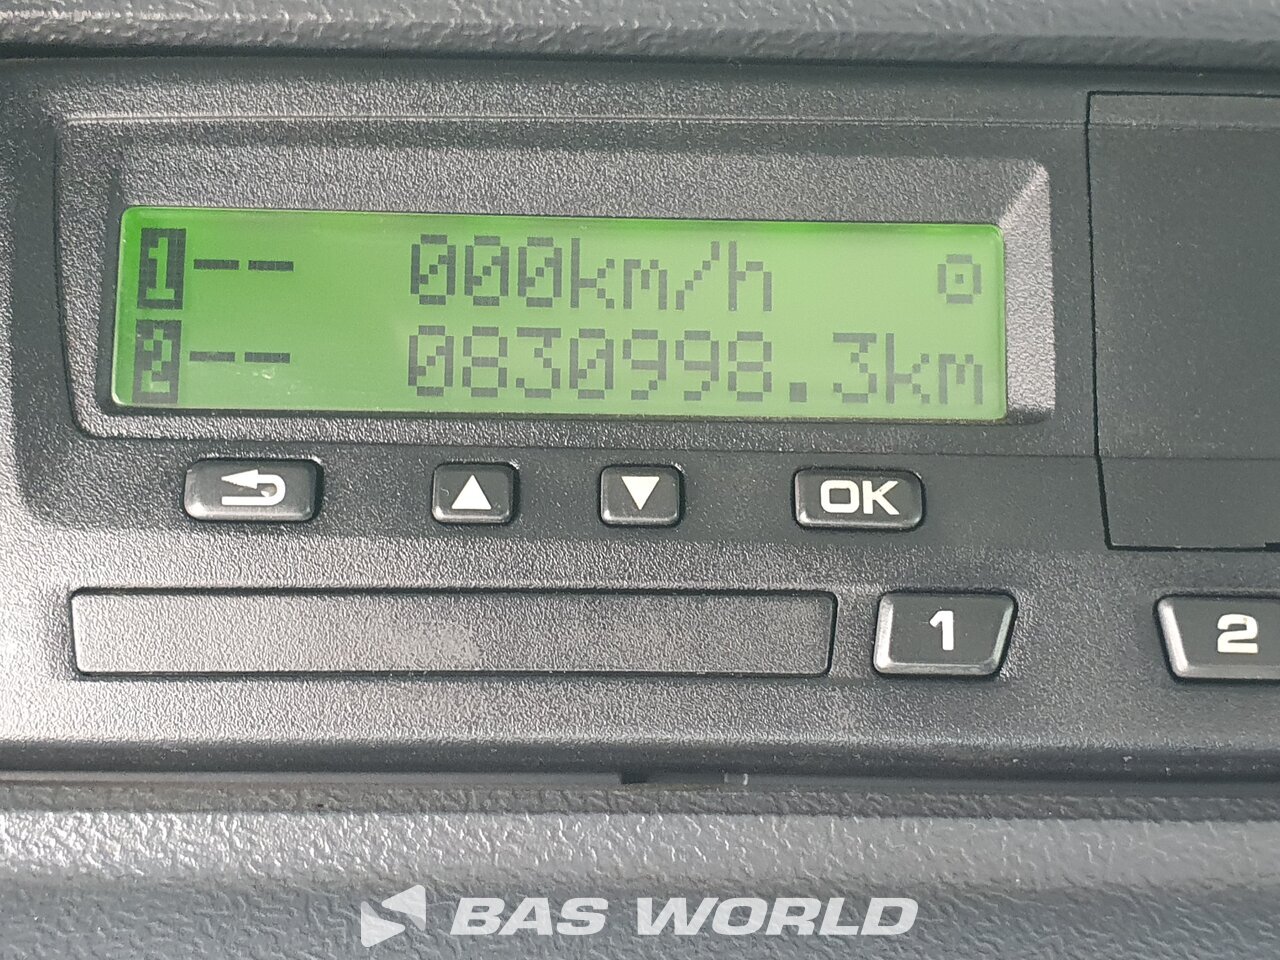 1-- 000km/h
2-- 0830998.3km
OK
1
2
BAS WORLD